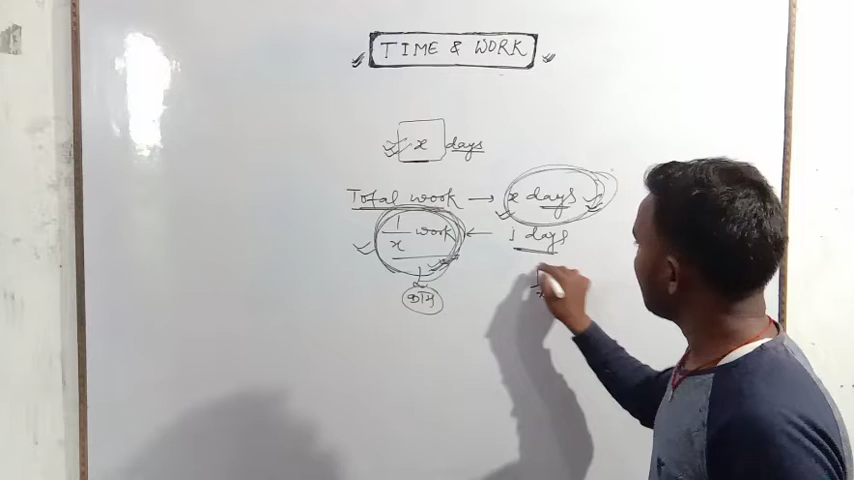 TIME & WORK
x days
Total work → x days
1/x work ← 1 days
काम